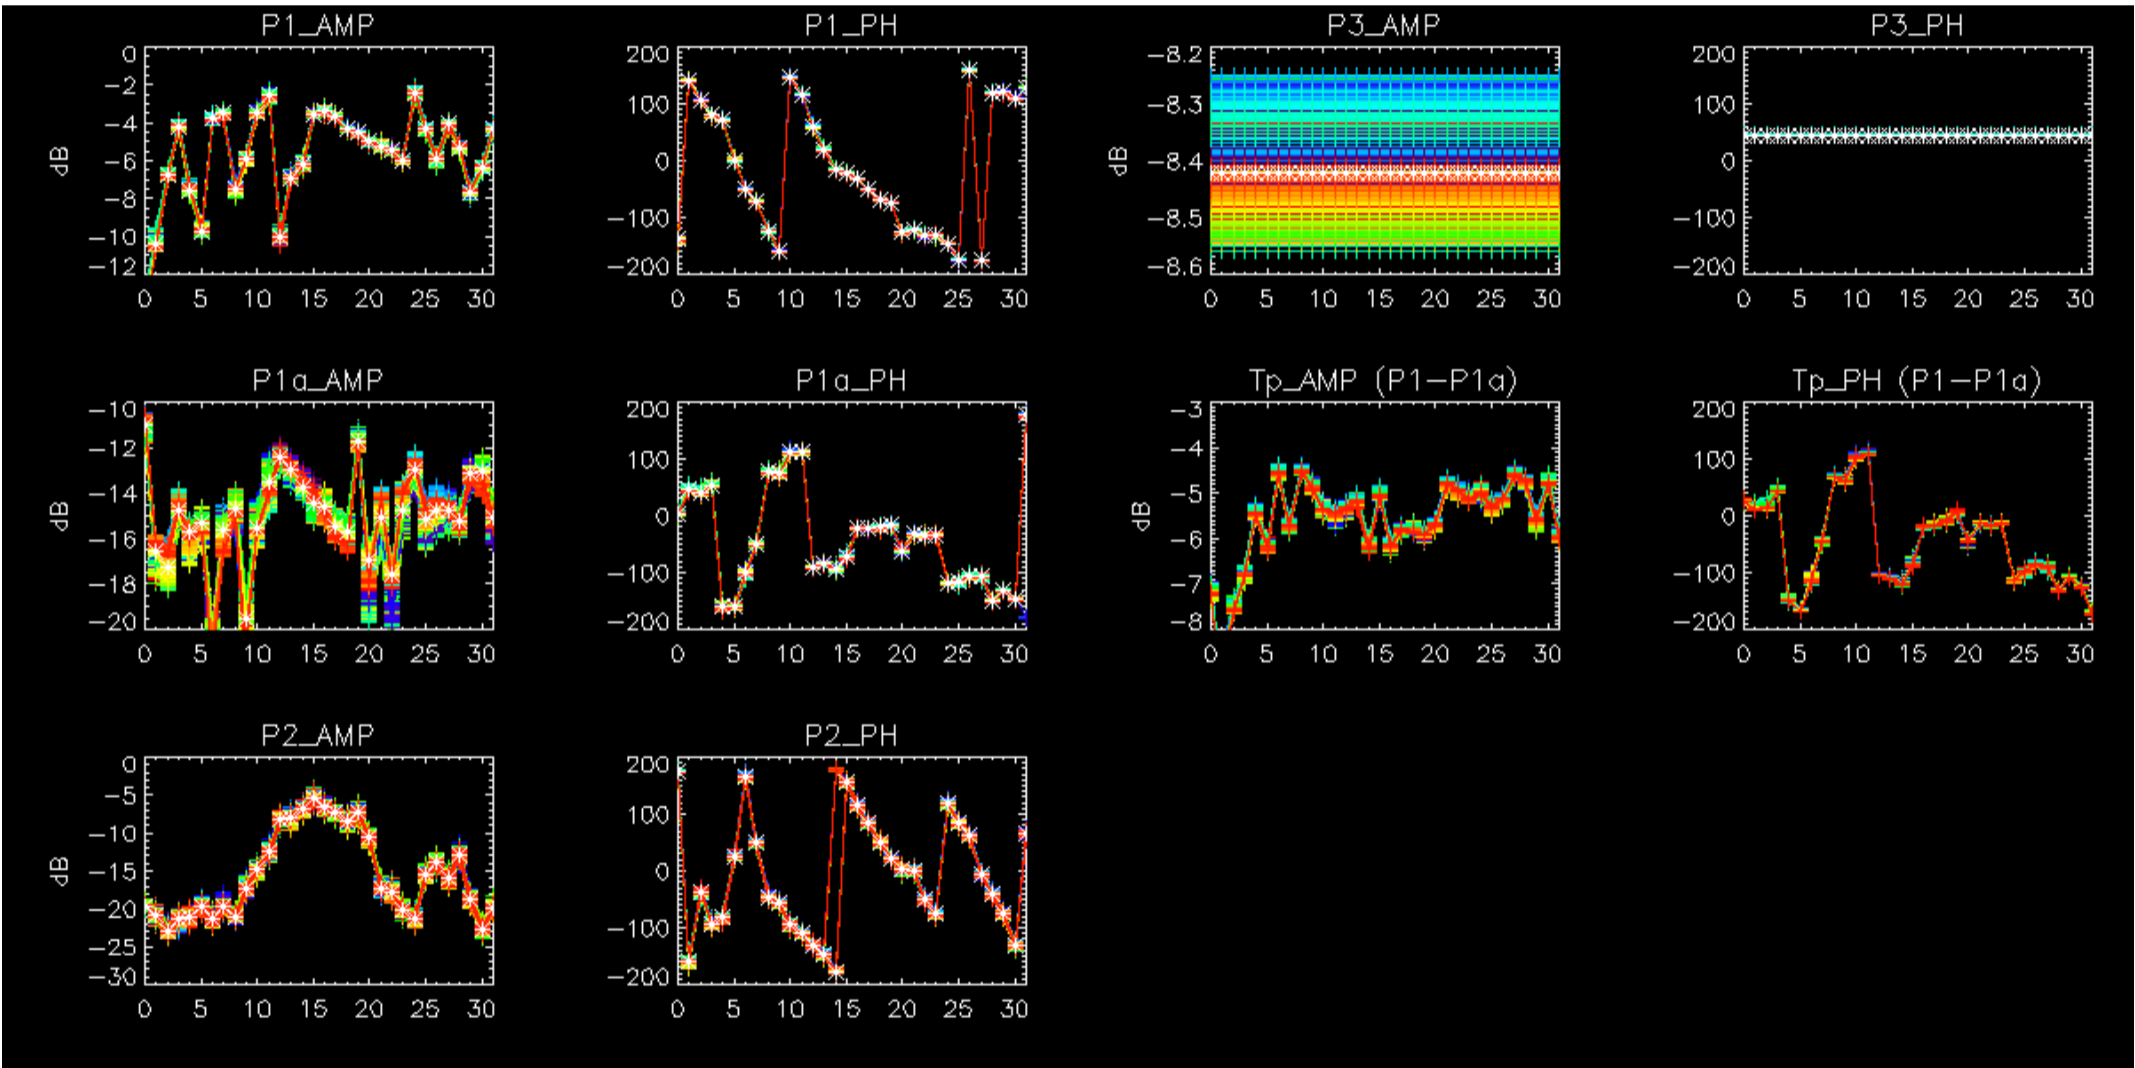 P1_AMP
P1_PH
P3_AMP
P3_PH
0
−2
−4
−6
−8
−10
−12
dB
0 5 10 15 20 25 30
200
100
0
−100
−200
0 5 10 15 20 25 30
−8.2
−8.3
−8.4
−8.5
−8.6
dB
0 5 10 15 20 25 30
200
100
0
−100
−200
0 5 10 15 20 25 30
P1a_AMP
P1a_PH
Tp_AMP (P1−P1a)
Tp_PH (P1−P1a)
−10
−12
−14
−16
−18
−20
dB
0 5 10 15 20 25 30
200
100
0
−100
−200
0 5 10 15 20 25 30
−3
−4
−5
−6
−7
−8
dB
0 5 10 15 20 25 30
200
100
0
−100
−200
0 5 10 15 20 25 30
P2_AMP
P2_PH
0
−5
−10
−15
−20
−25
−30
dB
0 5 10 15 20 25 30
200
100
0
−100
−200
0 5 10 15 20 25 30